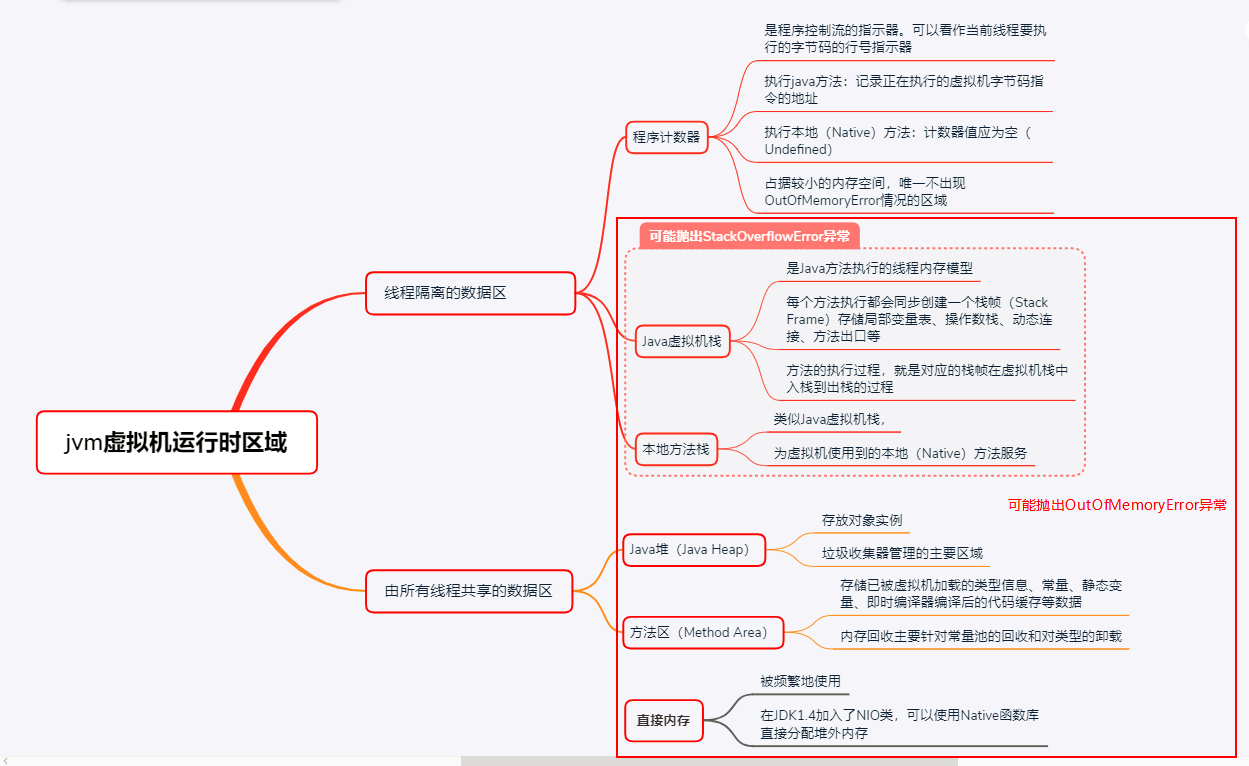 jvm虚拟机运行时区域
线程隔离的数据区
程序计数器
是程序控制流的指示器。可以看作当前线程要执
行的字节码的行号指示器
执行java方法：记录正在执行的虚拟机字节码指
令的地址
执行本地（Native）方法：计数器值应为空（
Undefined）
占据较小的内存空间，唯一不出现
OutOfMemoryError情况的区域
可能抛出StackOverflowError异常
Java虚拟机栈
是Java方法执行的线程内存模型
每个方法执行都会同步创建一个栈帧（Stack
Frame）存储局部变量表、操作数栈、动态连
接、方法出口等
方法的执行过程，就是对应的栈帧在虚拟机栈中
入栈到出栈的过程
本地方法栈
类似Java虚拟机栈，
为虚拟机使用到的本地（Native）方法服务
可能抛出OutOfMemoryError异常
由所有线程共享的数据区
Java堆（Java Heap）
存放对象实例
垃圾收集器管理的主要区域
方法区（Method Area）
存储已被虚拟机加载的类型信息、常量、静态变
量、即时编译器编译后的代码缓存等数据
内存回收主要针对常量池的回收和对类型的卸载
直接内存
被频繁地使用
在JDK1.4加入了NIO类，可以使用Native函数库
直接分配堆外内存